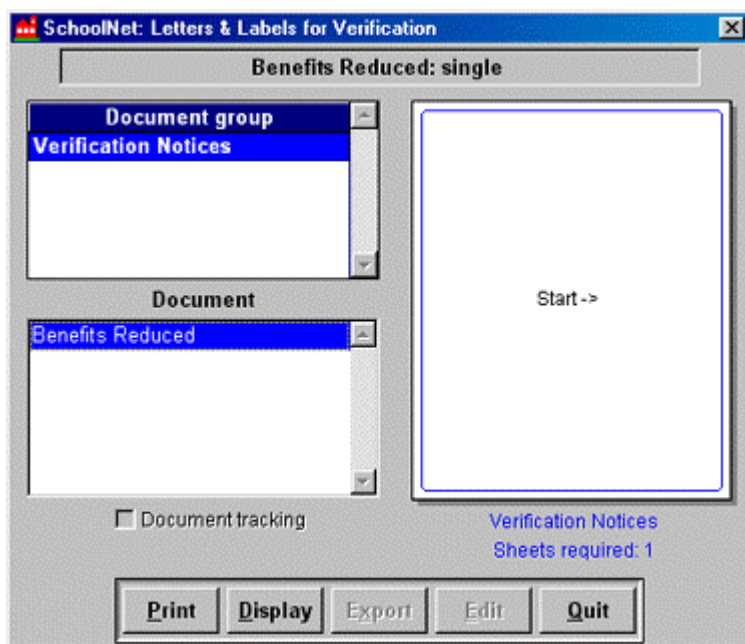 SchoolNet: Letters & Labels for Verification
Benefits Reduced: single
Document group
Verification Notices
Start ->
Document
Benefits Reduced
Document tracking
Verification Notices
Sheets required: 1
Print Display Export Edit Quit